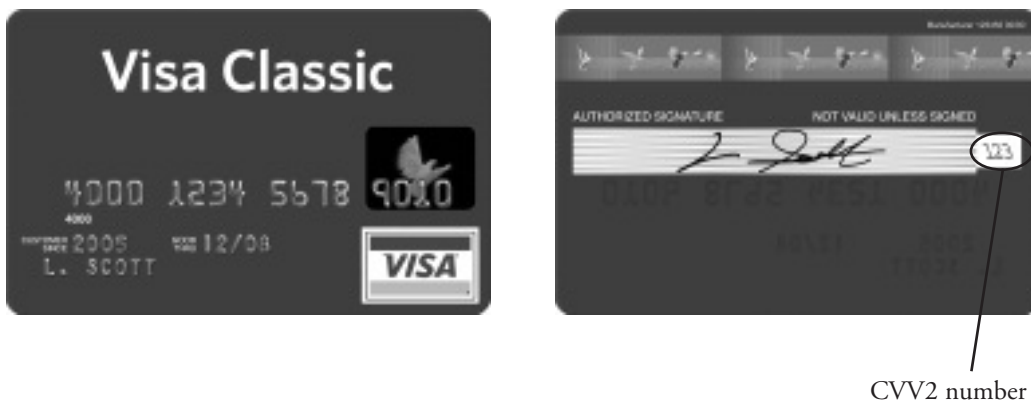 Visa Classic
4000 1234 5678 9010
4000
2005 12/08
L. SCOTT
VISA
AUTHORIZED SIGNATURE NOT VALID UNLESS SIGNED
123
CVV2 number